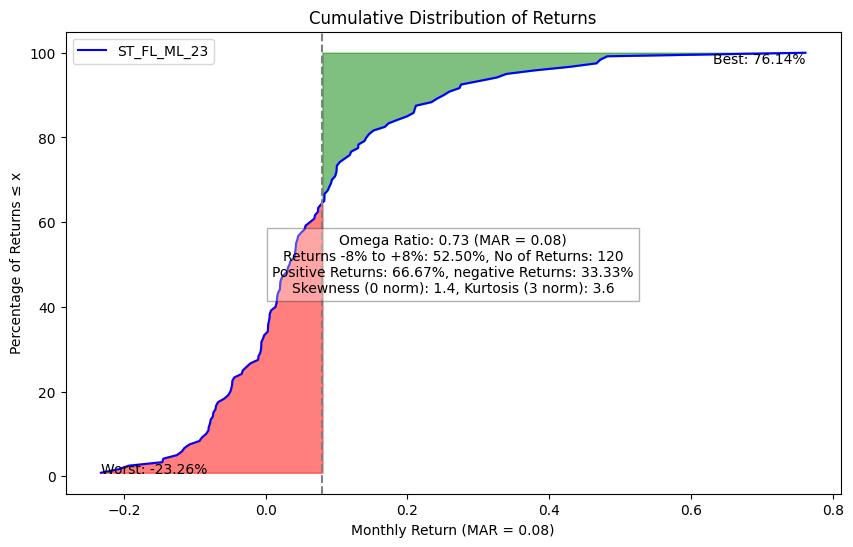 Cumulative Distribution of Returns
ST_FL_ML_23
Best: 76.14%
Omega Ratio: 0.73 (MAR = 0.08)
Returns -8% to +8%: 52.50%, No of Returns: 120
Positive Returns: 66.67%, negative Returns: 33.33%
Skewness (0 norm): 1.4, Kurtosis (3 norm): 3.6
Worst: -23.26%
Percentage of Returns ≤ x
100
80
60
40
20
0
−0.2
0.0
0.2
0.4
0.6
0.8
Monthly Return (MAR = 0.08)